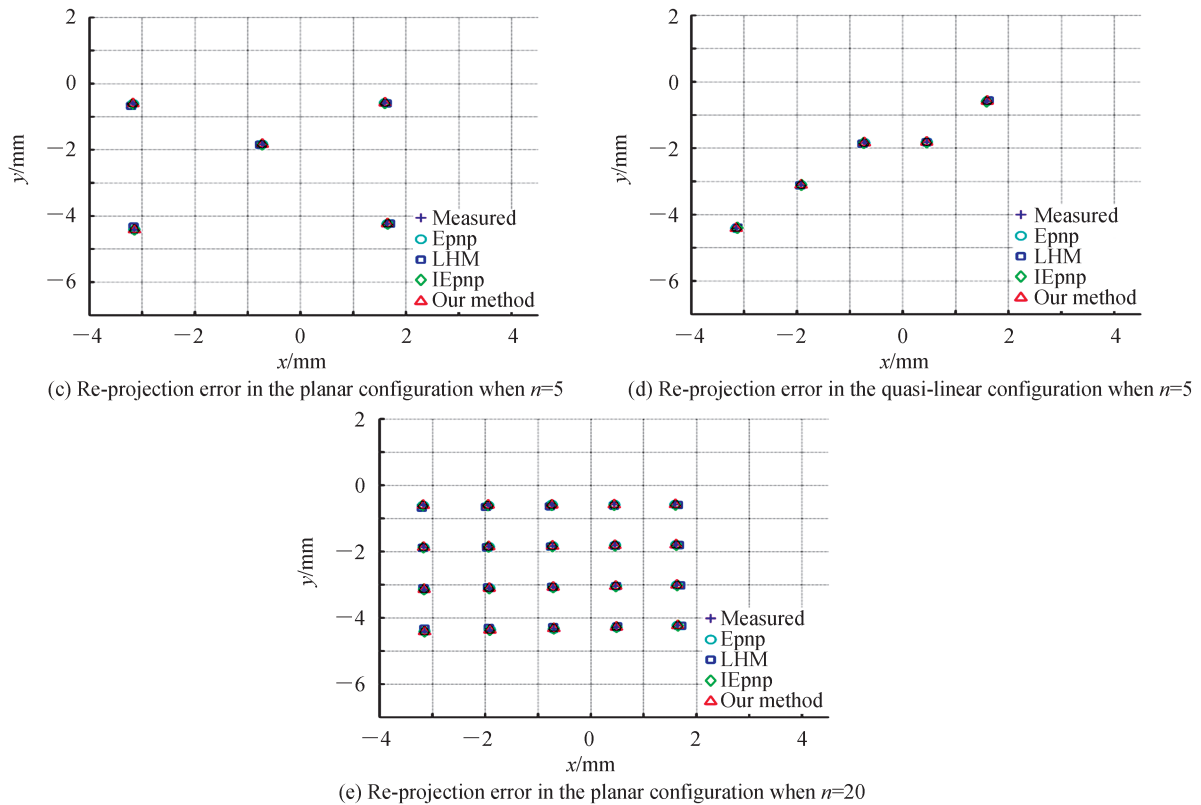 2
0
−2
−4
−6
−4
−2
0
2
4
y/mm
x/mm
Measured
Epnp
LHM
IEpnp
Our method
(c) Re-projection error in the planar configuration when n=5
2
0
−2
−4
−6
−4
−2
0
2
4
y/mm
x/mm
Measured
Epnp
LHM
IEpnp
Our method
(d) Re-projection error in the quasi-linear configuration when n=5
2
0
−2
−4
−6
−4
−2
0
2
4
y/mm
x/mm
Measured
Epnp
LHM
IEpnp
Our method
(e) Re-projection error in the planar configuration when n=20